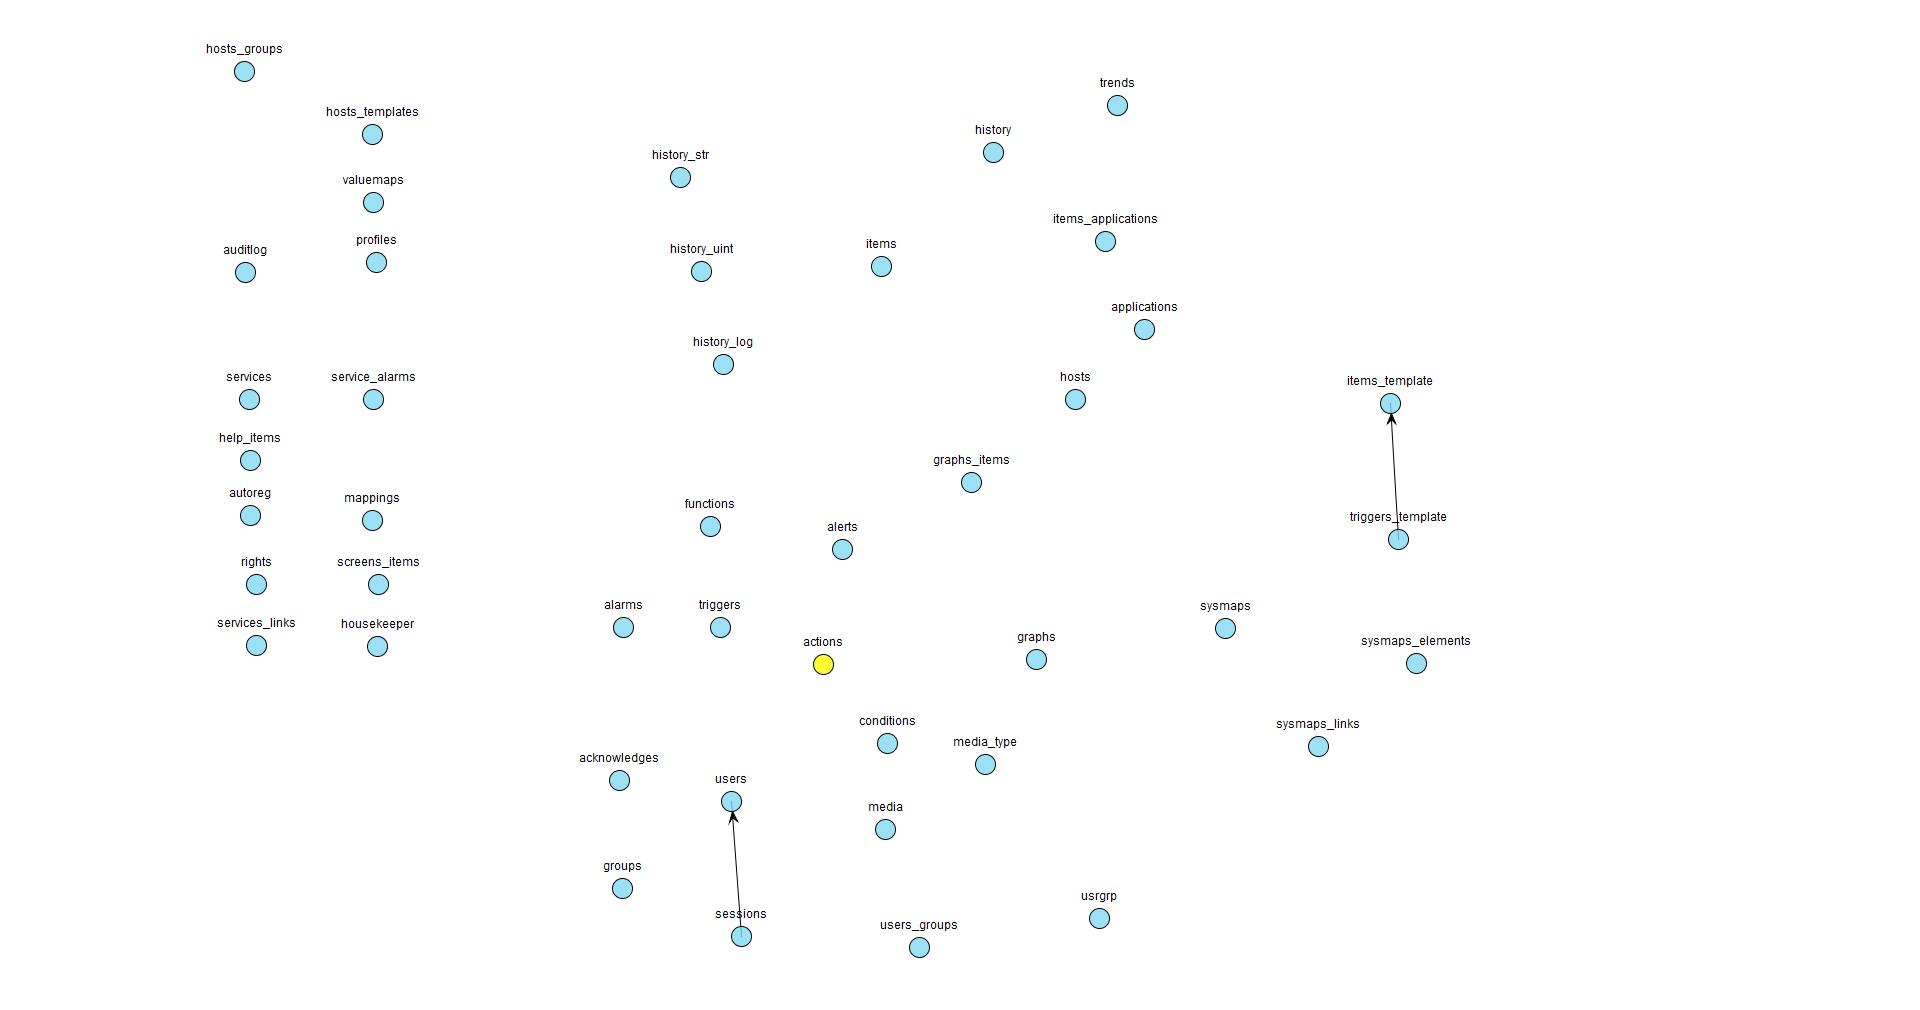 hosts_groups
trends
hosts_templates
history
history_str
valuemaps
items_applications
profiles
items
history_uint
auditlog
applications
history_log
services
service_alarms
hosts
items_template
help_items
graphs_items
autoreg
mappings
functions
triggers_template
alerts
rights
screens_items
alarms
triggers
sysmaps
services_links
housekeeper
graphs
sysmaps_elements
actions
conditions
sysmaps_links
media_type
acknowledges
users
media
groups
usrgrp
sessions
users_groups